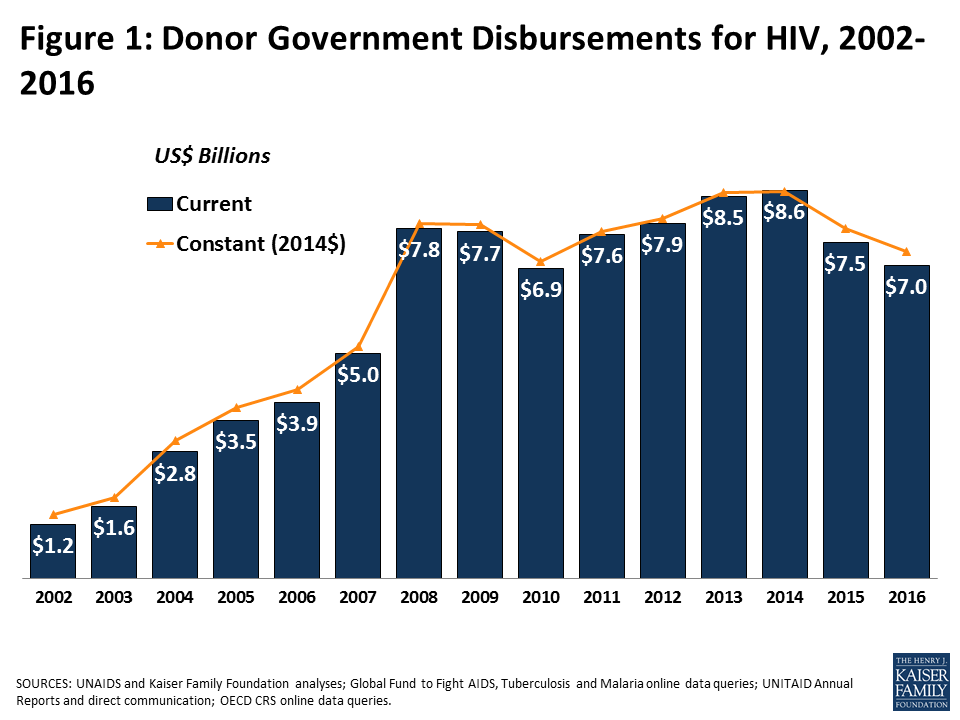 Figure 1: Donor Government Disbursements for HIV, 2002-
2016
US$ Billions
Current
Constant (2014$)
$1.2
$1.6
$2.8
$3.5
$3.9
$5.0
$7.8
$7.7
$6.9
$7.6
$7.9
$8.5
$8.6
$7.5
$7.0
2002 2003 2004 2005 2006 2007 2008 2009 2010 2011 2012 2013 2014 2015 2016
SOURCES: UNAIDS and Kaiser Family Foundation analyses; Global Fund to Fight AIDS, Tuberculosis and Malaria online data queries; UNITAID Annual
Reports and direct communication; OECD CRS online data queries.
THE HENRY J.
KAISER
FAMILY
FOUNDATION